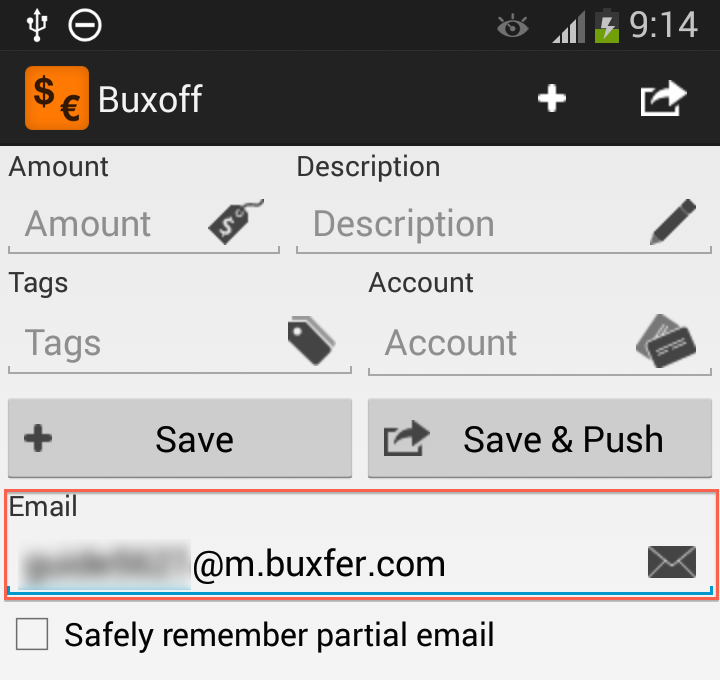 9:14
$ € Buxoff
Amount Description
Amount Description
Tags Account
Tags Account
Save Save & Push
Email
@m.buxfer.com
Safely remember partial email